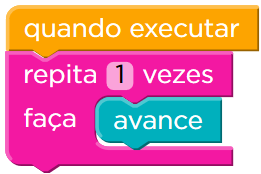 quando executar
repita 1 vezes
faça avance